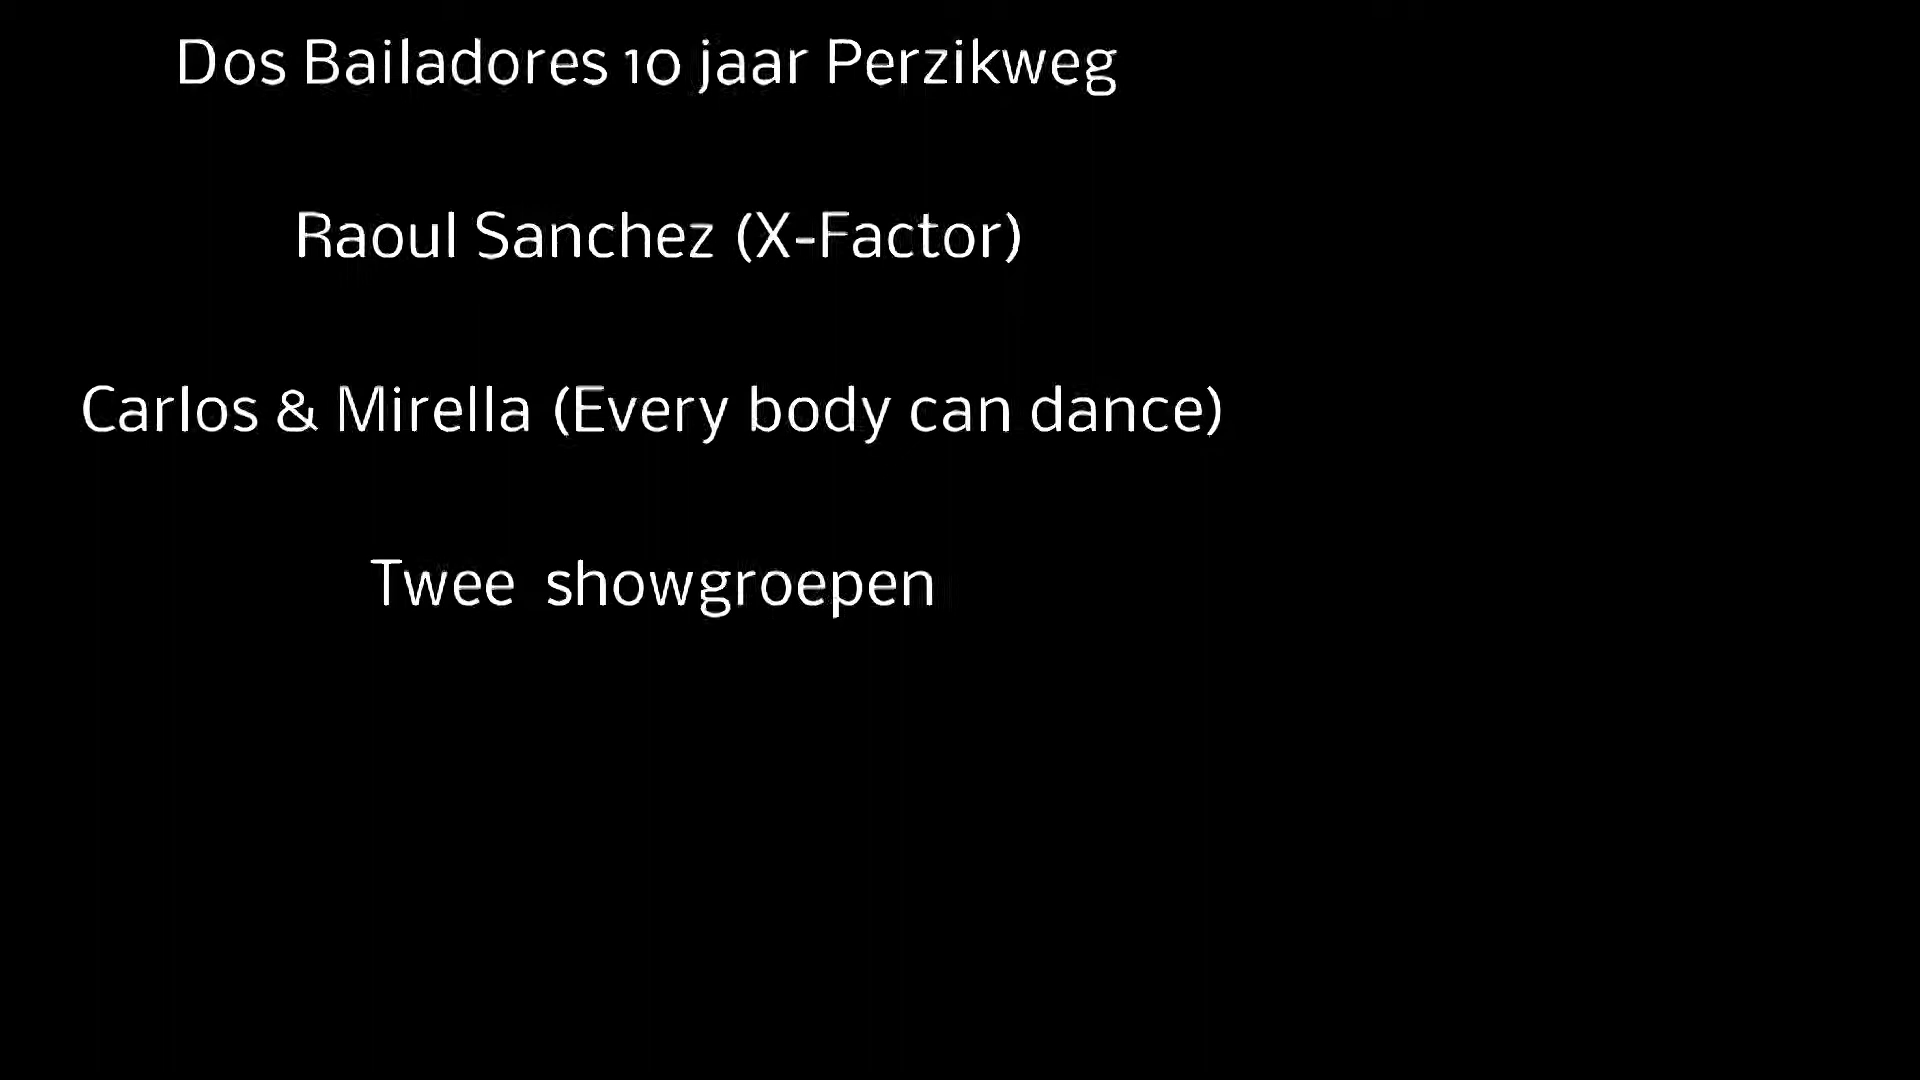 Dos Bailadores 10 jaar Perzikweg
Raoul Sanchez (X-Factor)
Carlos & Mirella (Every body can dance)
Twee showgroepen